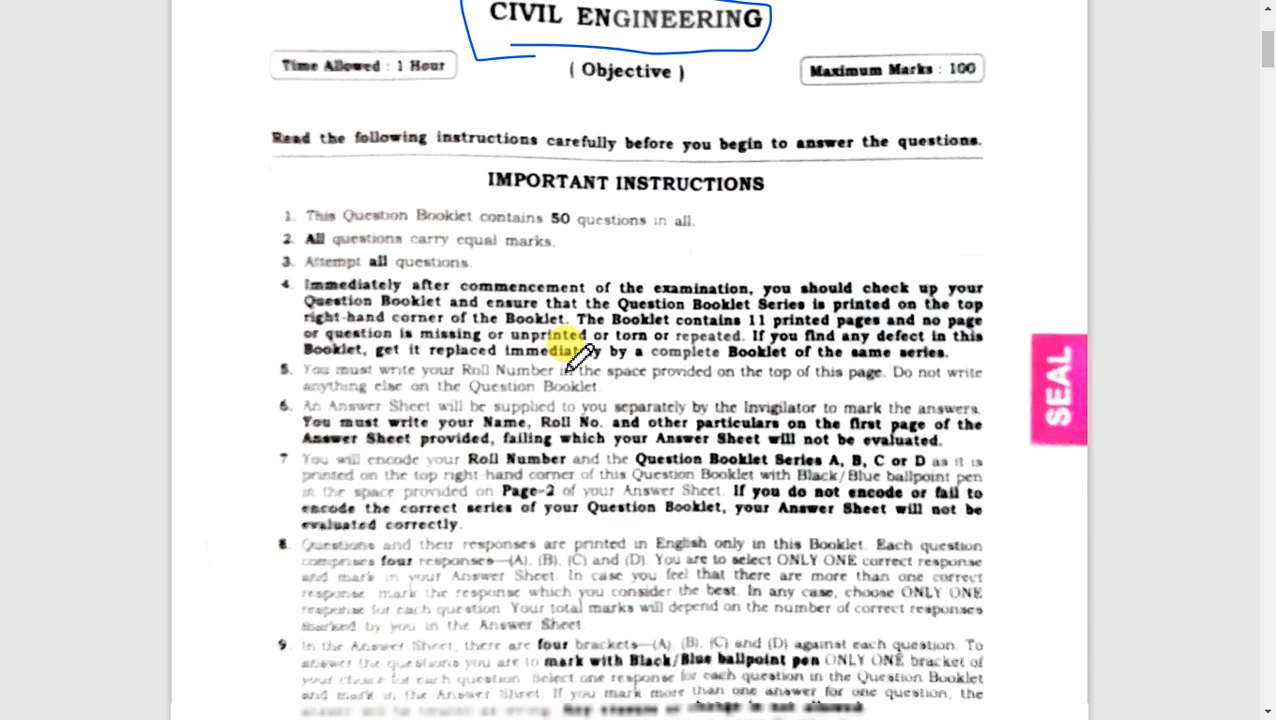 CIVIL ENGINEERING
Time Allowed : 1 Hour
( Objective )
Maximum Marks : 100
Read the following instructions carefully before you begin to answer the questions.
IMPORTANT INSTRUCTIONS
1. This Question Booklet contains 50 questions in all.
2. All questions carry equal marks.
3. Attempt all questions.
4. Immediately after commencement of the examination, you should check up your
Question Booklet and ensure that the Question Booklet Series is printed on the top
right-hand corner of the Booklet. The Booklet contains 11 printed pages and no page
or question is missing or unprinted or torn or repeated. If you find any defect in this
Booklet, get it replaced immediately by a complete Booklet of the same series.
5. You must write your Roll Number in the space provided on the top of this page. Do not write
anything else on the Question Booklet.
6. An Answer Sheet will be supplied to you separately by the Invigilator to mark the answers.
You must write your Name, Roll No. and other particulars on the first page of the
Answer Sheet provided, failing which your Answer Sheet will not be evaluated.
7 You will encode your Roll Number and the Question Booklet Series A, B, C or D as it is
printed on the top right-hand corner of this Question Booklet with Black/Blue ballpoint pen
in the space provided on Page-2 of your Answer Sheet. If you do not encode or fail to
encode the correct series of your Question Booklet, your Answer Sheet will not be
evaluated correctly.
8. Questions and their responses are printed in English only in this Booklet. Each question
comprises four responses—(A), (B), (C) and (D). You are to select ONLY ONE correct response
and mark in your Answer Sheet. In case you feel that there are more than one correct
response, mark the response which you consider the best. In any case, choose ONLY ONE
response for each question. Your total marks will depend on the number of correct responses
marked by you in the Answer Sheet.
9. In the Answer Sheet, there are four brackets—(A), (B), (C) and (D) against each question. To
answer the questions you are to mark with Black/Blue ballpoint pen ONLY ONE bracket of
your choice for each question. Select one response for each question in the Question Booklet
and mark in the Answer Sheet. If you mark more than one answer for one question, the
answer will be treated as wrong. Any erasure or change is not allowed.
SEAL